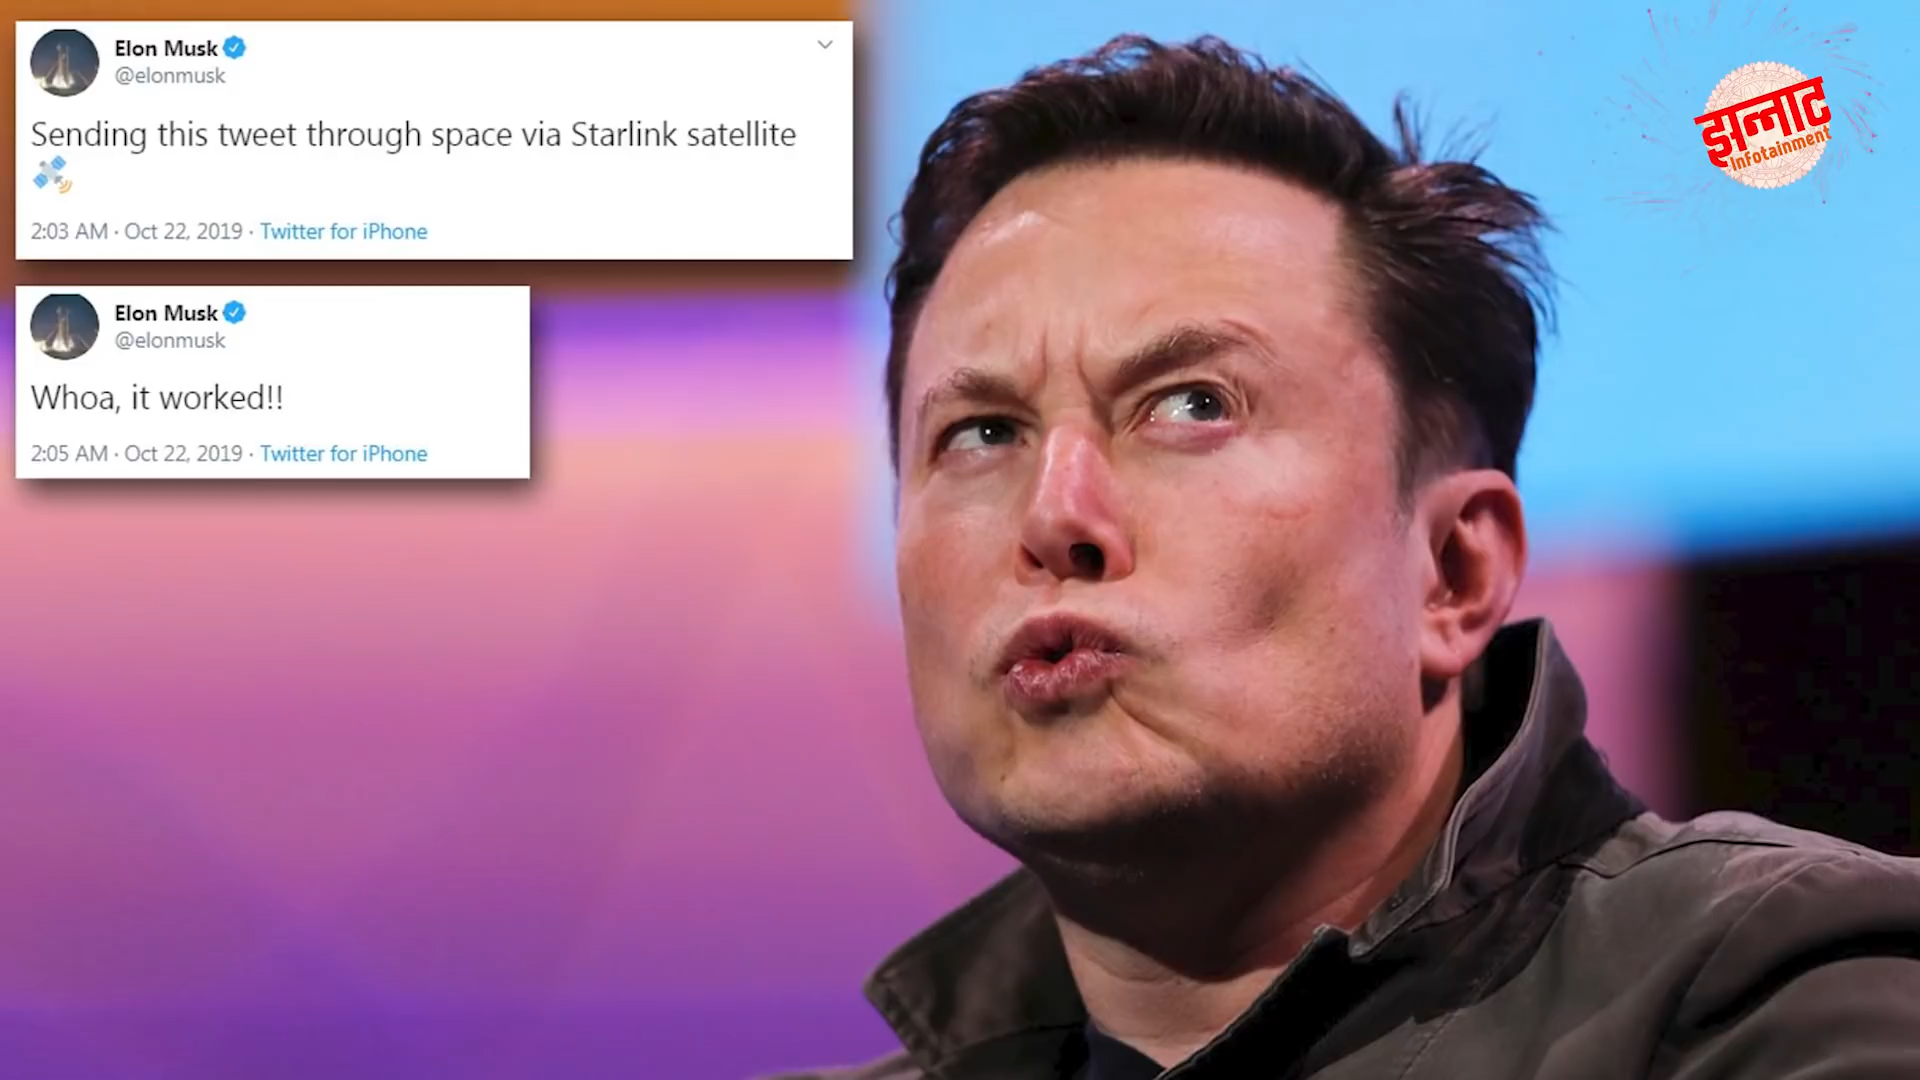 Elon Musk
@elonmusk
Sending this tweet through space via Starlink satellite
🛰
2:03 AM · Oct 22, 2019 · Twitter for iPhone
Elon Musk
@elonmusk
Whoa, it worked!!
2:05 AM · Oct 22, 2019 · Twitter for iPhone
झल्लाट
Infotainment